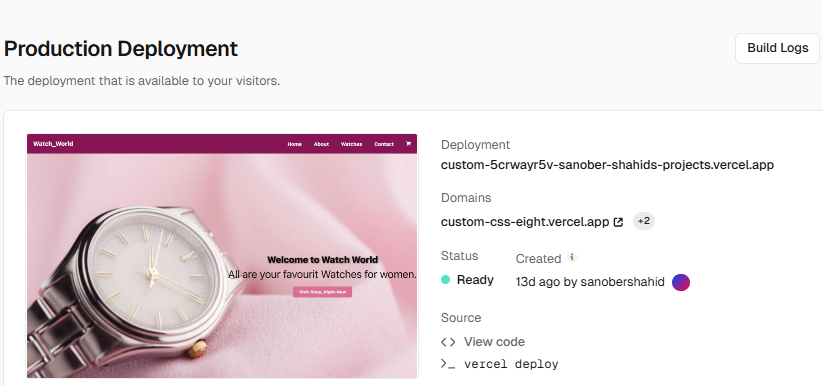 Production Deployment
Build Logs
The deployment that is available to your visitors.
Watch_World
Home About Watches Contact
Welcome to Watch World
All are your favourit Watches for women.
Visit-Shop_Right-Now
Deployment
custom-5crwayr5v-sanober-shahids-projects.vercel.app
Domains
custom-css-eight.vercel.app +2
Status Created i
Ready 13d ago by sanobershahid
Source
<> View code
>_ vercel deploy